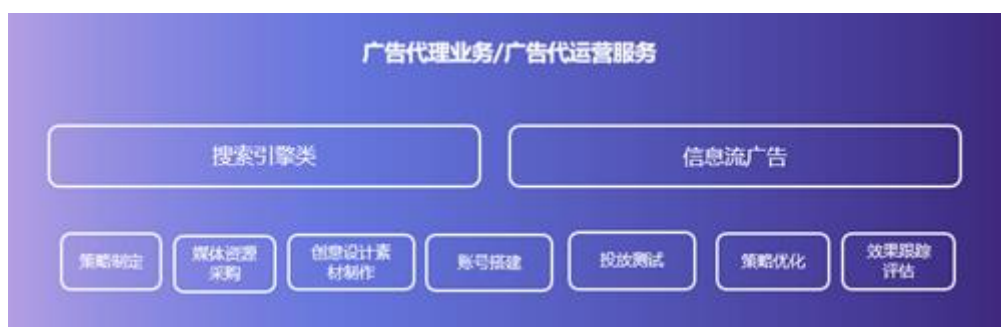 广告代理业务/广告代运营服务
搜索引擎类
信息流广告
策略制定
媒体资源
采购
创意设计素
材制作
账号搭建
投放测试
策略优化
效果跟踪
评估